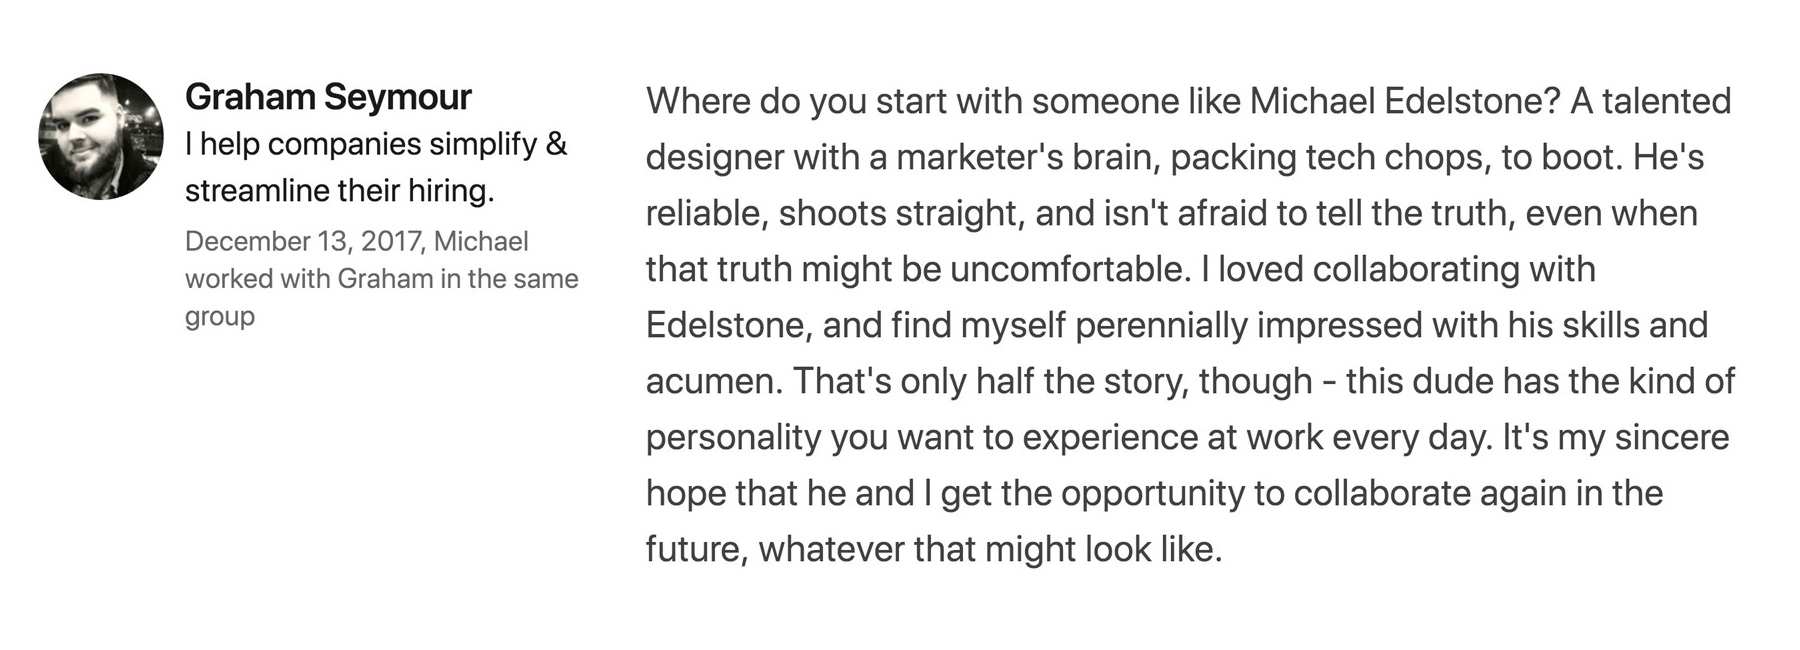 Graham Seymour
I help companies simplify &
streamline their hiring.
December 13, 2017, Michael
worked with Graham in the same
group
Where do you start with someone like Michael Edelstone? A talented
designer with a marketer's brain, packing tech chops, to boot. He's
reliable, shoots straight, and isn't afraid to tell the truth, even when
that truth might be uncomfortable. I loved collaborating with
Edelstone, and find myself perennially impressed with his skills and
acumen. That's only half the story, though - this dude has the kind of
personality you want to experience at work every day. It's my sincere
hope that he and I get the opportunity to collaborate again in the
future, whatever that might look like.